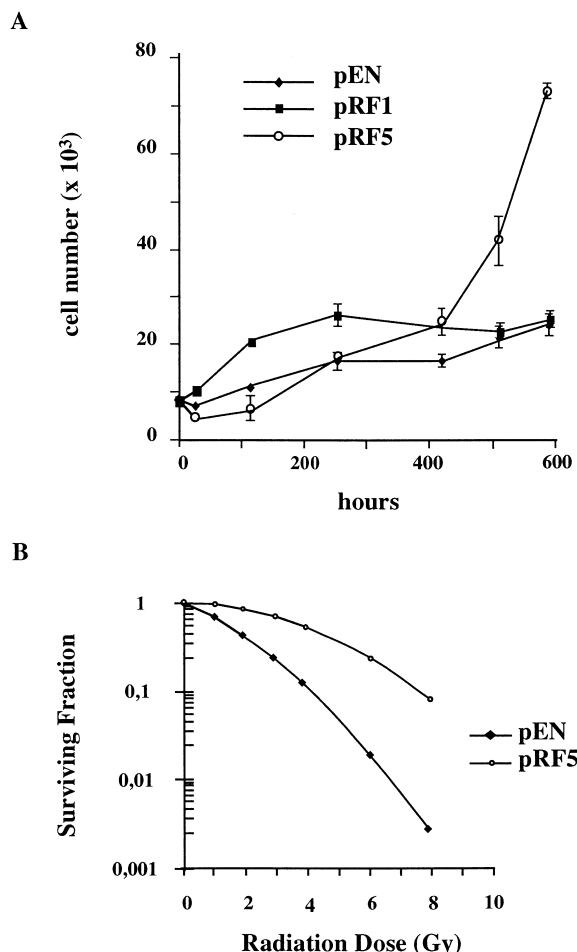 A
80
60
40
20
0
cell number (x 10³)
pEN
pRF1
pRF5
0 200 400 600
hours
B
1
0,1
0,01
0,001
Surviving Fraction
pEN
pRF5
0 2 4 6 8 10
Radiation Dose (Gy)